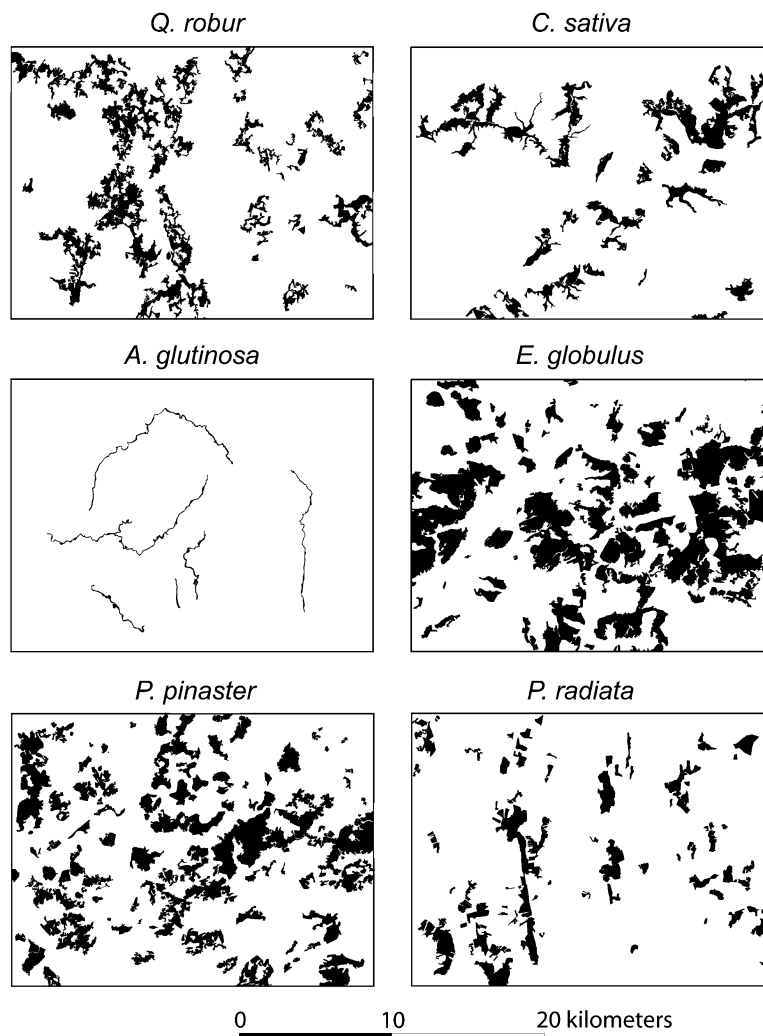 Q. robur
C. sativa
A. glutinosa
E. globulus
P. pinaster
P. radiata
0 10 20 kilometers